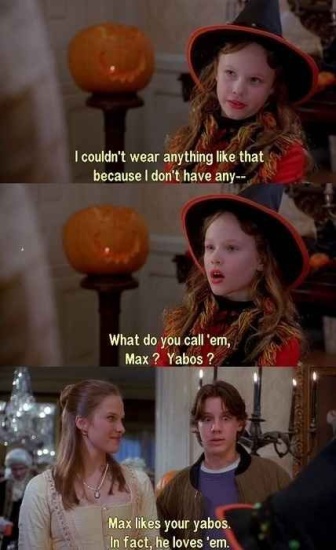 I couldn't wear anything like that
because I don't have any--
What do you call 'em,
Max? Yabos?
Max likes your yabos.
In fact, he loves 'em.